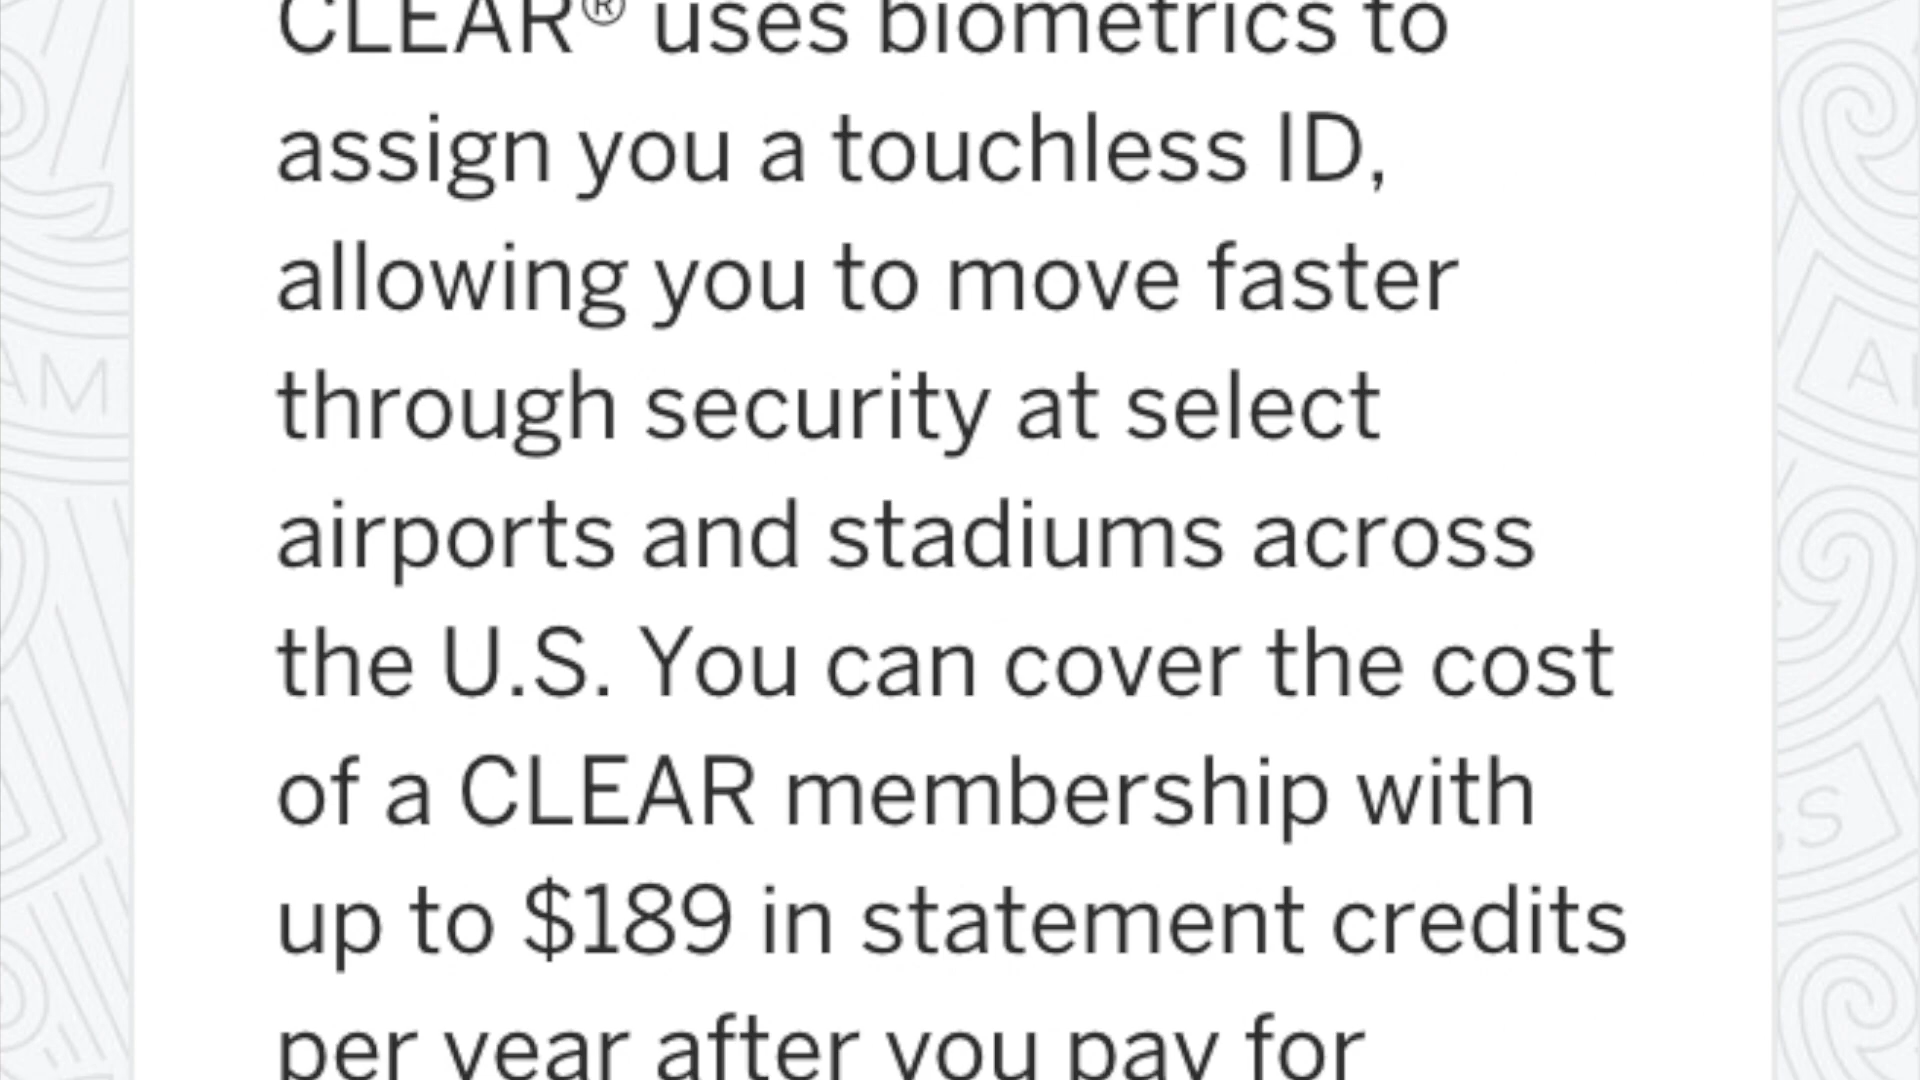 CLEAR® uses biometrics to
assign you a touchless ID,
allowing you to move faster
through security at select
airports and stadiums across
the U.S. You can cover the cost
of a CLEAR membership with
up to $189 in statement credits
per year after you pay for
AM